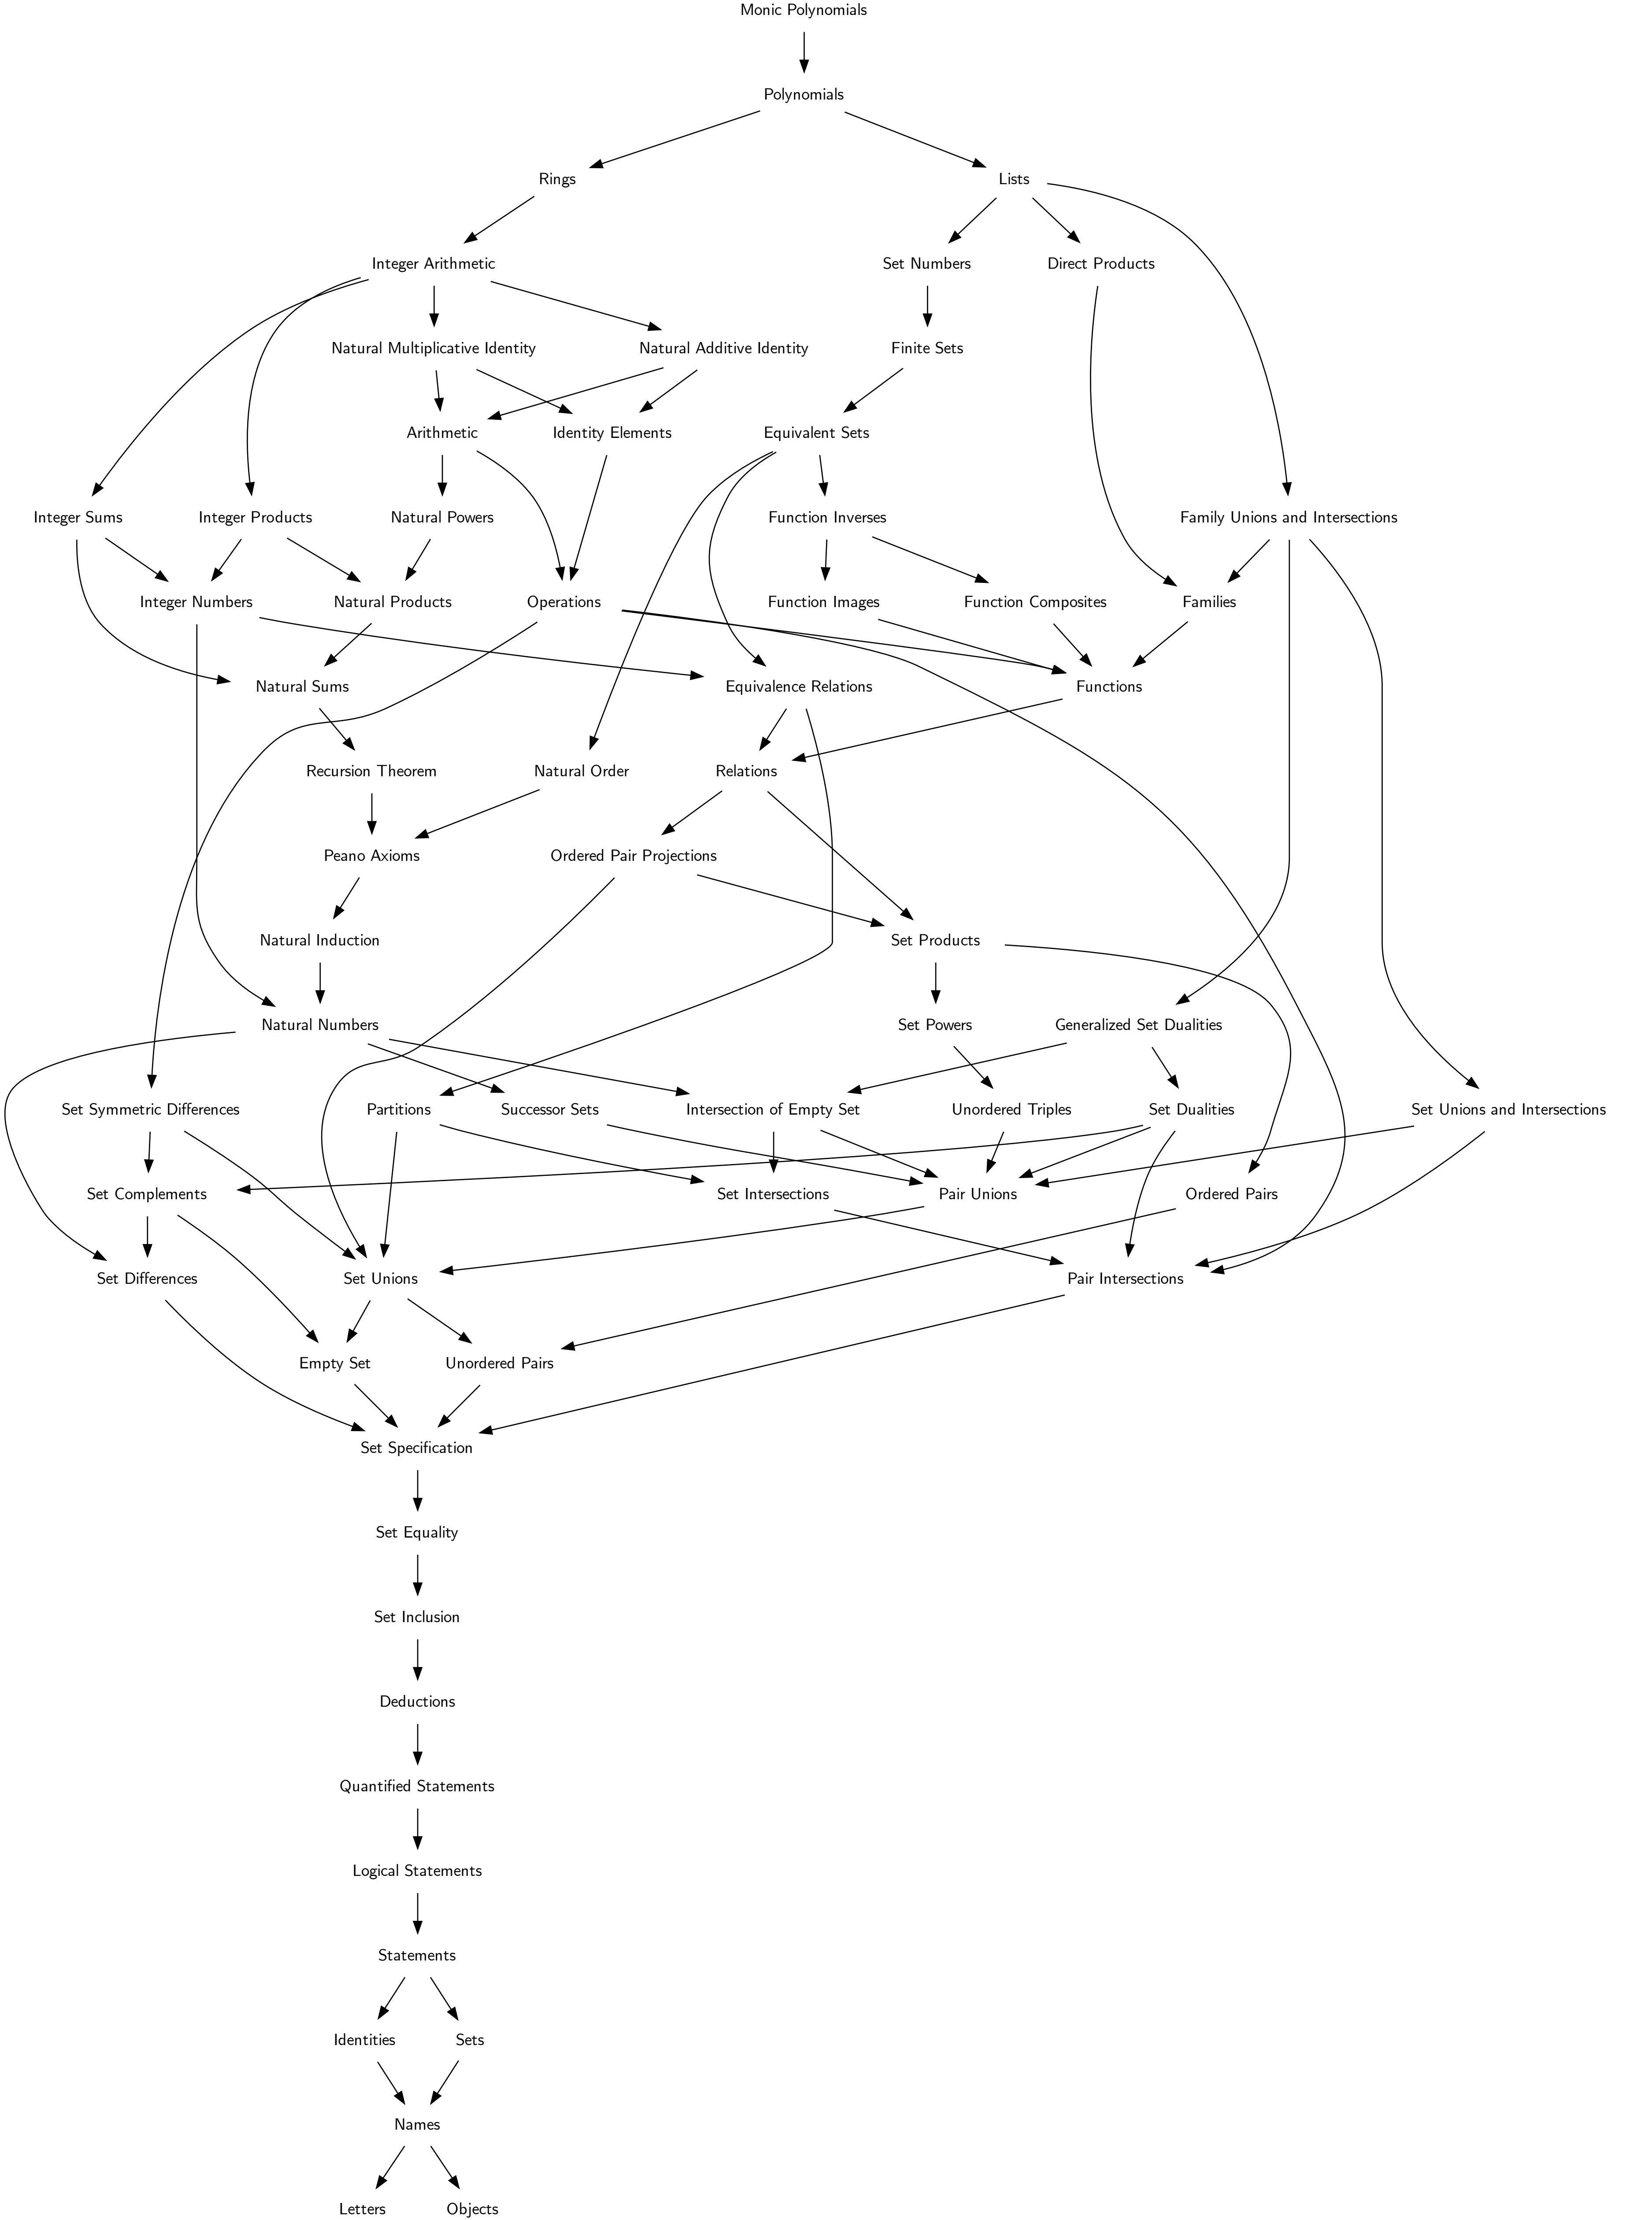 Monic Polynomials
Polynomials
Rings
Lists
Integer Arithmetic
Set Numbers
Direct Products
Natural Multiplicative Identity
Natural Additive Identity
Finite Sets
Arithmetic
Identity Elements
Equivalent Sets
Integer Sums
Integer Products
Natural Powers
Function Inverses
Family Unions and Intersections
Integer Numbers
Natural Products
Operations
Function Images
Function Composites
Families
Natural Sums
Equivalence Relations
Functions
Recursion Theorem
Natural Order
Relations
Peano Axioms
Ordered Pair Projections
Natural Induction
Set Products
Natural Numbers
Set Powers
Generalized Set Dualities
Set Symmetric Differences
Partitions
Successor Sets
Intersection of Empty Set
Unordered Triples
Set Dualities
Set Unions and Intersections
Set Complements
Set Intersections
Pair Unions
Ordered Pairs
Set Differences
Set Unions
Pair Intersections
Empty Set
Unordered Pairs
Set Specification
Set Equality
Set Inclusion
Deductions
Quantified Statements
Logical Statements
Statements
Identities
Sets
Names
Letters
Objects